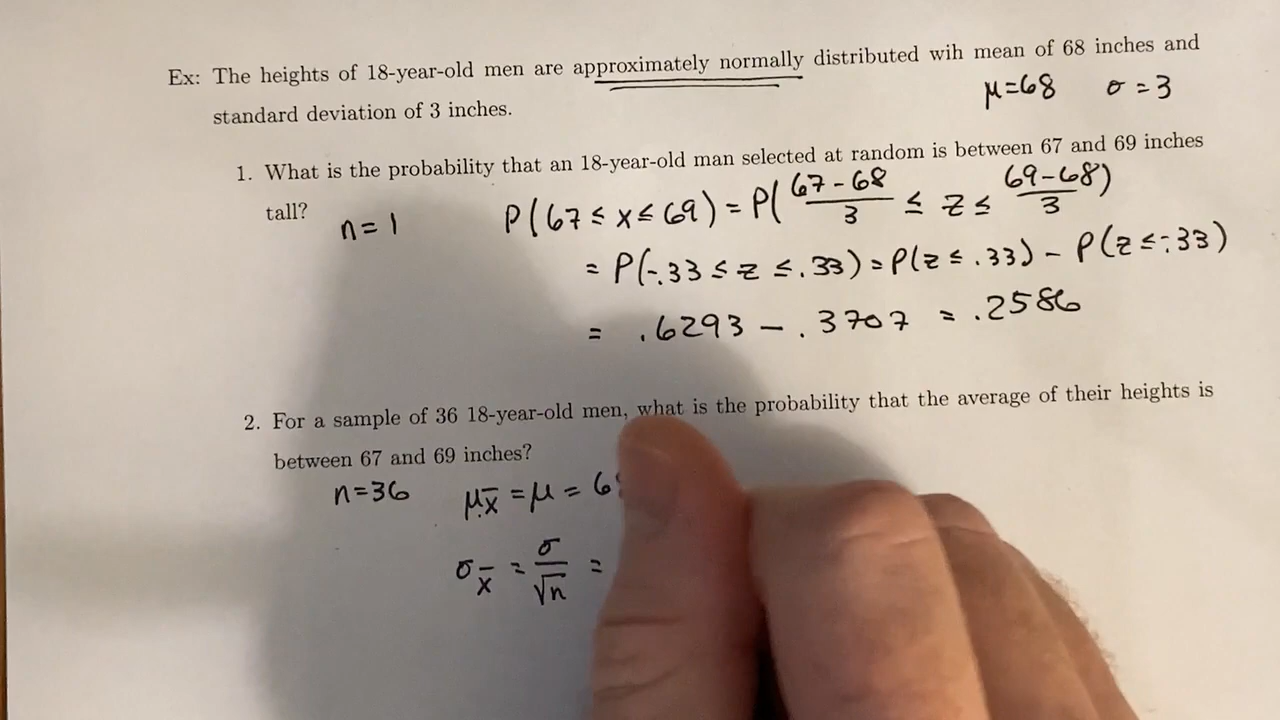 Ex: The heights of 18-year-old men are approximately normally distributed wih mean of 68 inches and
standard deviation of 3 inches.
μ=68 σ=3
1. What is the probability that an 18-year-old man selected at random is between 67 and 69 inches
tall?
n=1
P(67≤x≤69)=P(67-68/3 ≤ z ≤ 69-68/3)
=P(-.33≤z≤.33)=P(z≤.33)-P(z≤-.33)
= .6293 - .3707 = .2586
2. For a sample of 36 18-year-old men, what is the probability that the average of their heights is
between 67 and 69 inches?
n=36 μx̄=μ=6
σx̄ = σ/√n =